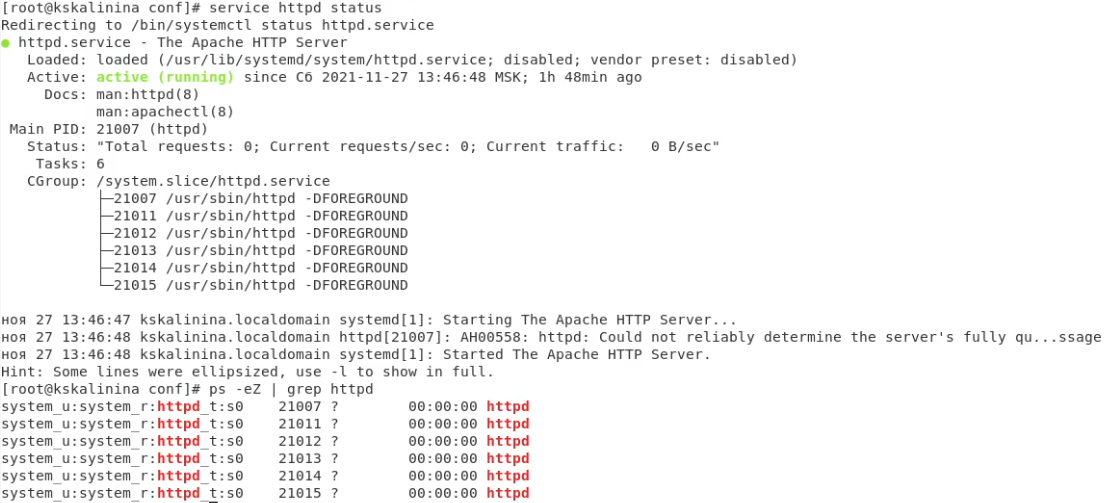 [root@kskalinina conf]# service httpd status
Redirecting to /bin/systemctl status httpd.service
● httpd.service - The Apache HTTP Server
   Loaded: loaded (/usr/lib/systemd/system/httpd.service; disabled; vendor preset: disabled)
   Active: active (running) since Сб 2021-11-27 13:46:48 MSK; 1h 48min ago
     Docs: man:httpd(8)
           man:apachectl(8)
 Main PID: 21007 (httpd)
   Status: "Total requests: 0; Current requests/sec: 0; Current traffic:   0 B/sec"
    Tasks: 6
   CGroup: /system.slice/httpd.service
           ├─21007 /usr/sbin/httpd -DFOREGROUND
           ├─21011 /usr/sbin/httpd -DFOREGROUND
           ├─21012 /usr/sbin/httpd -DFOREGROUND
           ├─21013 /usr/sbin/httpd -DFOREGROUND
           ├─21014 /usr/sbin/httpd -DFOREGROUND
           └─21015 /usr/sbin/httpd -DFOREGROUND

ноя 27 13:46:47 kskalinina.localdomain systemd[1]: Starting The Apache HTTP Server...
ноя 27 13:46:48 kskalinina.localdomain httpd[21007]: AH00558: httpd: Could not reliably determine the server's fully qu...ssage
ноя 27 13:46:48 kskalinina.localdomain systemd[1]: Started The Apache HTTP Server.
Hint: Some lines were ellipsized, use -l to show in full.
[root@kskalinina conf]# ps -eZ | grep httpd
system_u:system_r:httpd_t:s0    21007 ?        00:00:00 httpd
system_u:system_r:httpd_t:s0    21011 ?        00:00:00 httpd
system_u:system_r:httpd_t:s0    21012 ?        00:00:00 httpd
system_u:system_r:httpd_t:s0    21013 ?        00:00:00 httpd
system_u:system_r:httpd_t:s0    21014 ?        00:00:00 httpd
system_u:system_r:httpd_t:s0    21015 ?        00:00:00 httpd